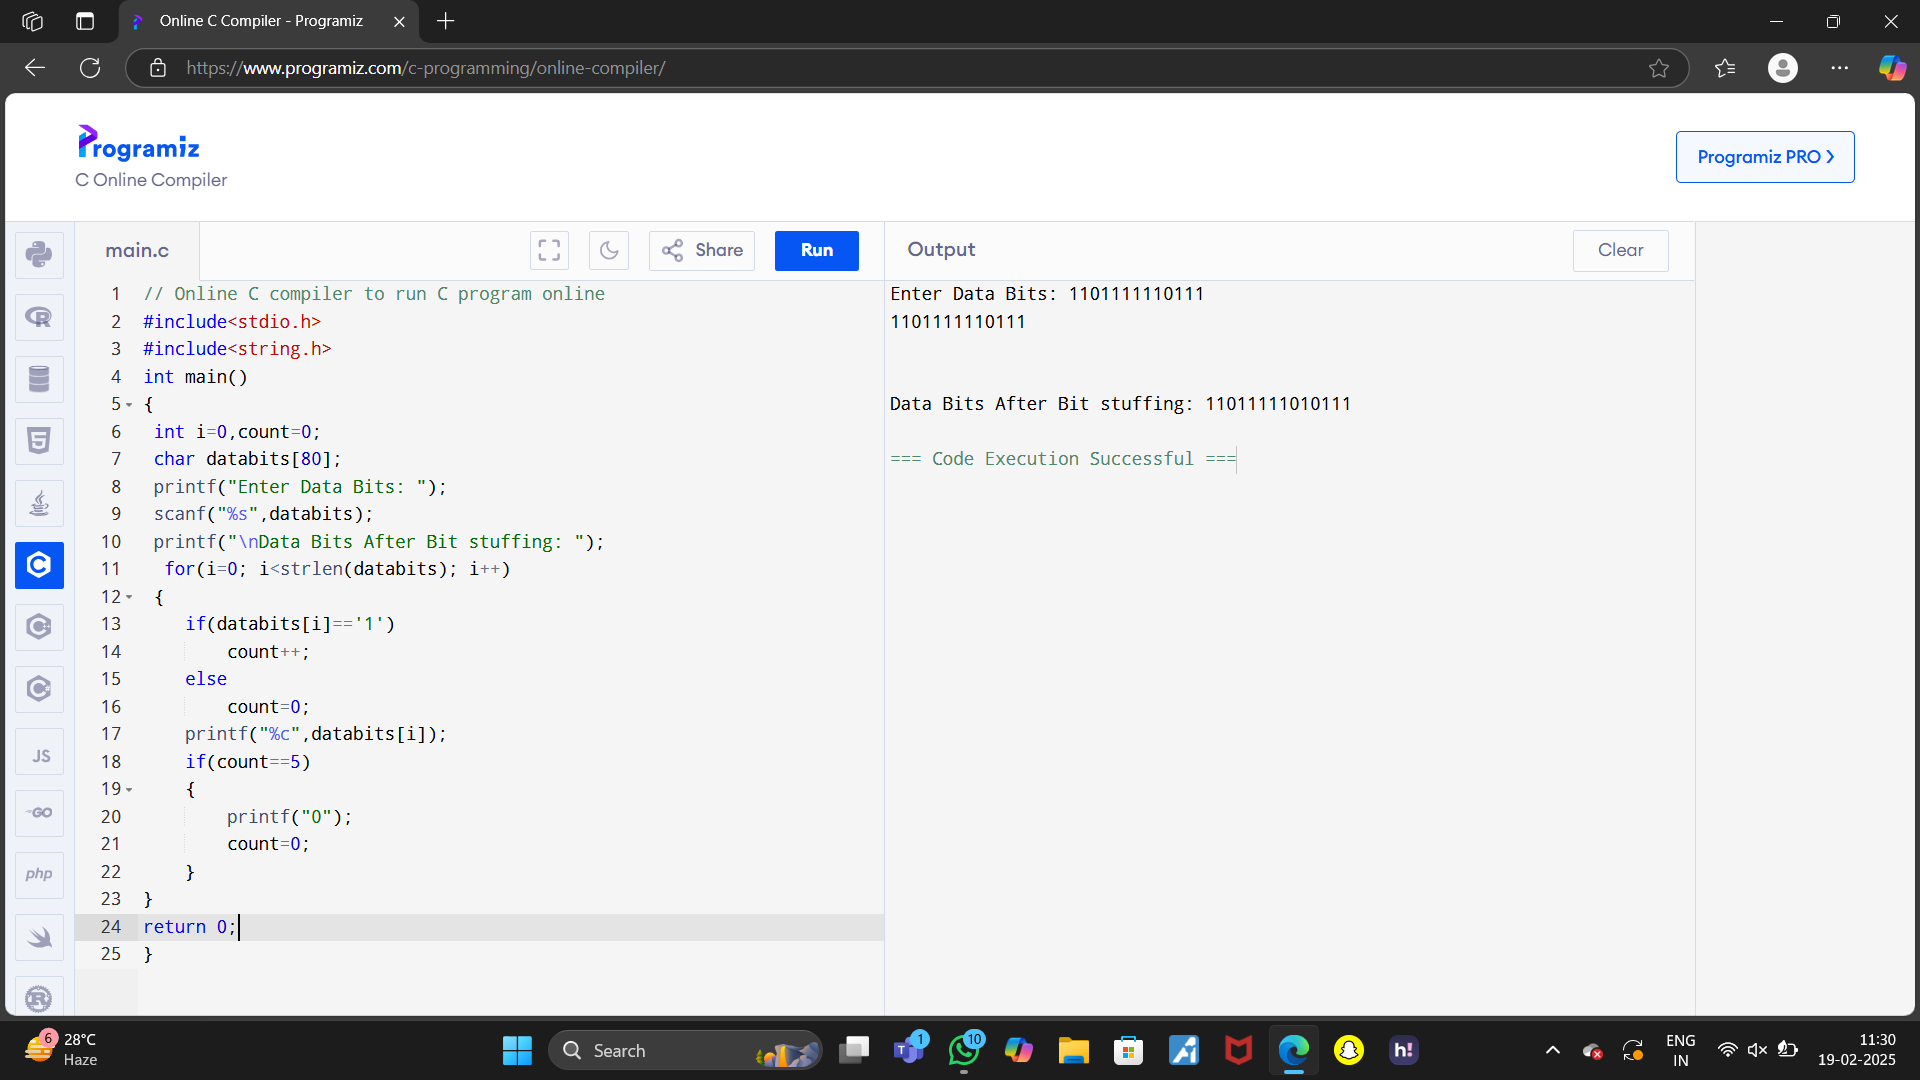 Online C Compiler - Programiz
https://www.programiz.com/c-programming/online-compiler/
Programiz
C Online Compiler
Programiz PRO ❯
main.c
Share
Run
Output
Clear
1 // Online C compiler to run C program online
2 #include<stdio.h>
3 #include<string.h>
4 int main()
5 {
6 int i=0,count=0;
7 char databits[80];
8 printf("Enter Data Bits: ");
9 scanf("%s",databits);
10 printf("\nData Bits After Bit stuffing: ");
11 for(i=0; i<strlen(databits); i++)
12 {
13 if(databits[i]=='1')
14 count++;
15 else
16 count=0;
17 printf("%c",databits[i]);
18 if(count==5)
19 {
20 printf("0");
21 count=0;
22 }
23 }
24 return 0;
25 }
Enter Data Bits: 1101111110111
1101111110111
Data Bits After Bit stuffing: 11011111010111
=== Code Execution Successful ===
JS
GO
php
6
28°C
Haze
Search
T
1
10
h!
ENG
IN
11:30
19-02-2025